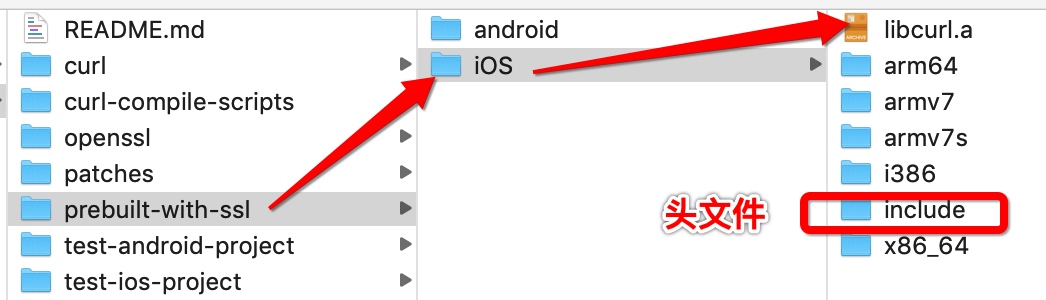 README.md
curl
curl-compile-scripts
openssl
patches
prebuilt-with-ssl
test-android-project
test-ios-project
android
iOS
libcurl.a
arm64
armv7
armv7s
i386
include
x86_64
头文件
ARCHIVE